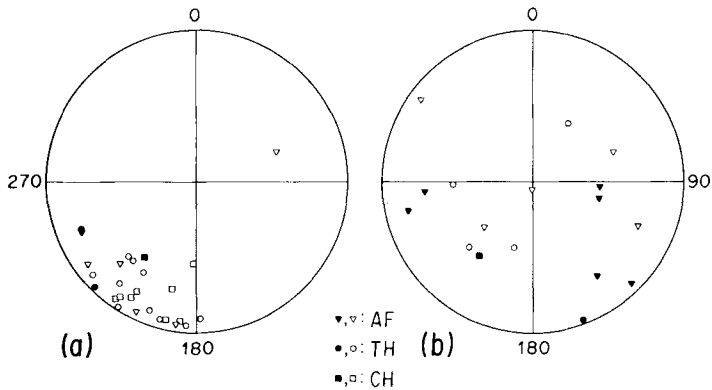 0
0
270
90
▼,▽: AF
●,○: TH
■,□: CH
(a)
180
(b)
180